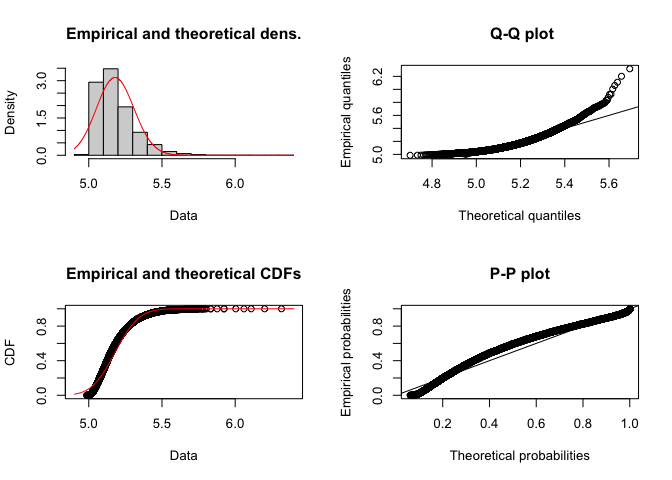 Empirical and theoretical dens.
Density
0.0 1.5 3.0
5.0 5.5 6.0
Data
Q-Q plot
Empirical quantiles
5.0 5.6 6.2
4.8 5.0 5.2 5.4 5.6
Theoretical quantiles
Empirical and theoretical CDFs
CDF
0.0 0.4 0.8
5.0 5.5 6.0
Data
P-P plot
Empirical probabilities
0.0 0.4 0.8
0.2 0.4 0.6 0.8 1.0
Theoretical probabilities